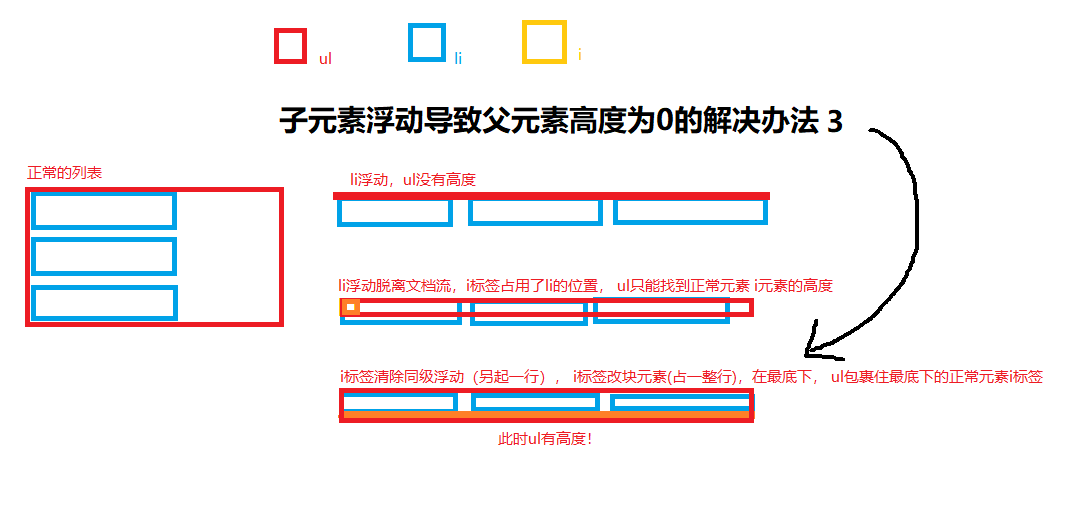 ul
li
i
子元素浮动导致父元素高度为0的解决办法 3
正常的列表
li浮动，ul没有高度
li浮动脱离文档流，i标签占用了li的位置， ul只能找到正常元素 i元素的高度
i标签清除同级浮动（另起一行）， i标签改块元素(占一整行)，在最底下， ul包裹住最底下的正常元素i标签
此时ul有高度！